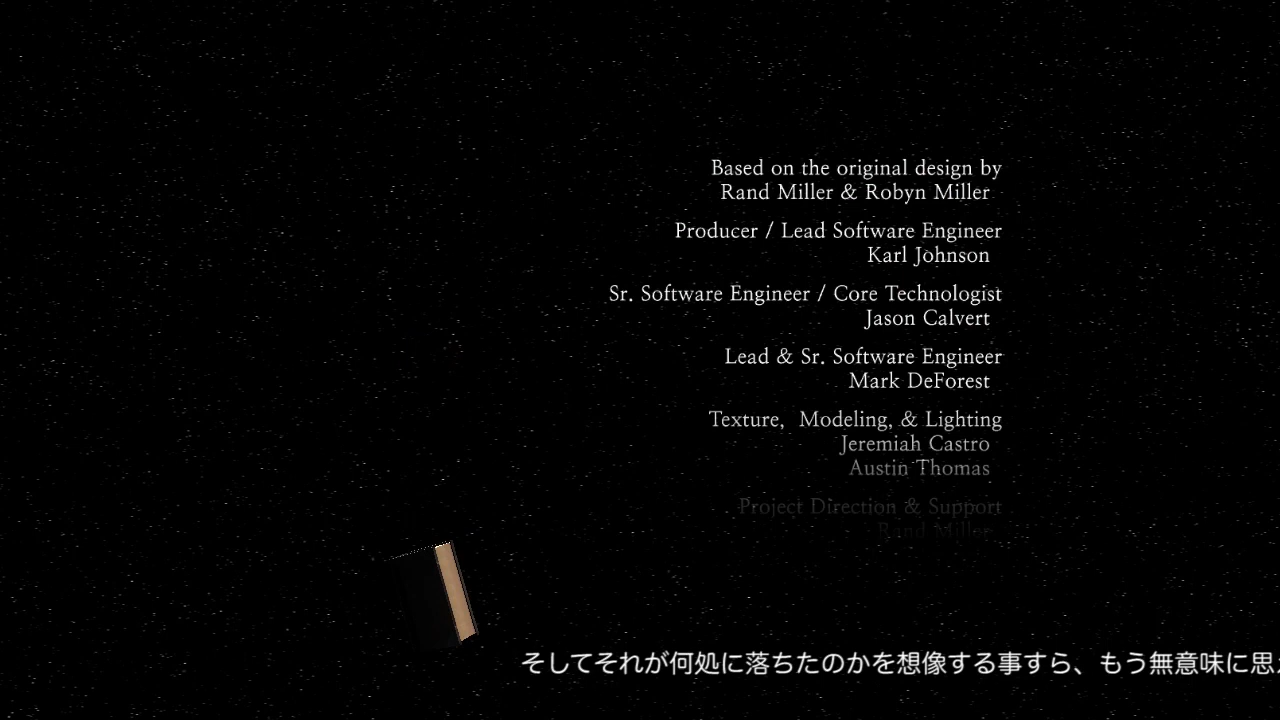 Based on the original design by
Rand Miller & Robyn Miller
Producer / Lead Software Engineer
Karl Johnson
Sr. Software Engineer / Core Technologist
Jason Calvert
Lead & Sr. Software Engineer
Mark DeForest
Texture, Modeling, & Lighting
Jeremiah Castro
Austin Thomas
Project Direction & Support
Rand Miller
そしてそれが何処に落ちたのかを想像する事すら、もう無意味に思